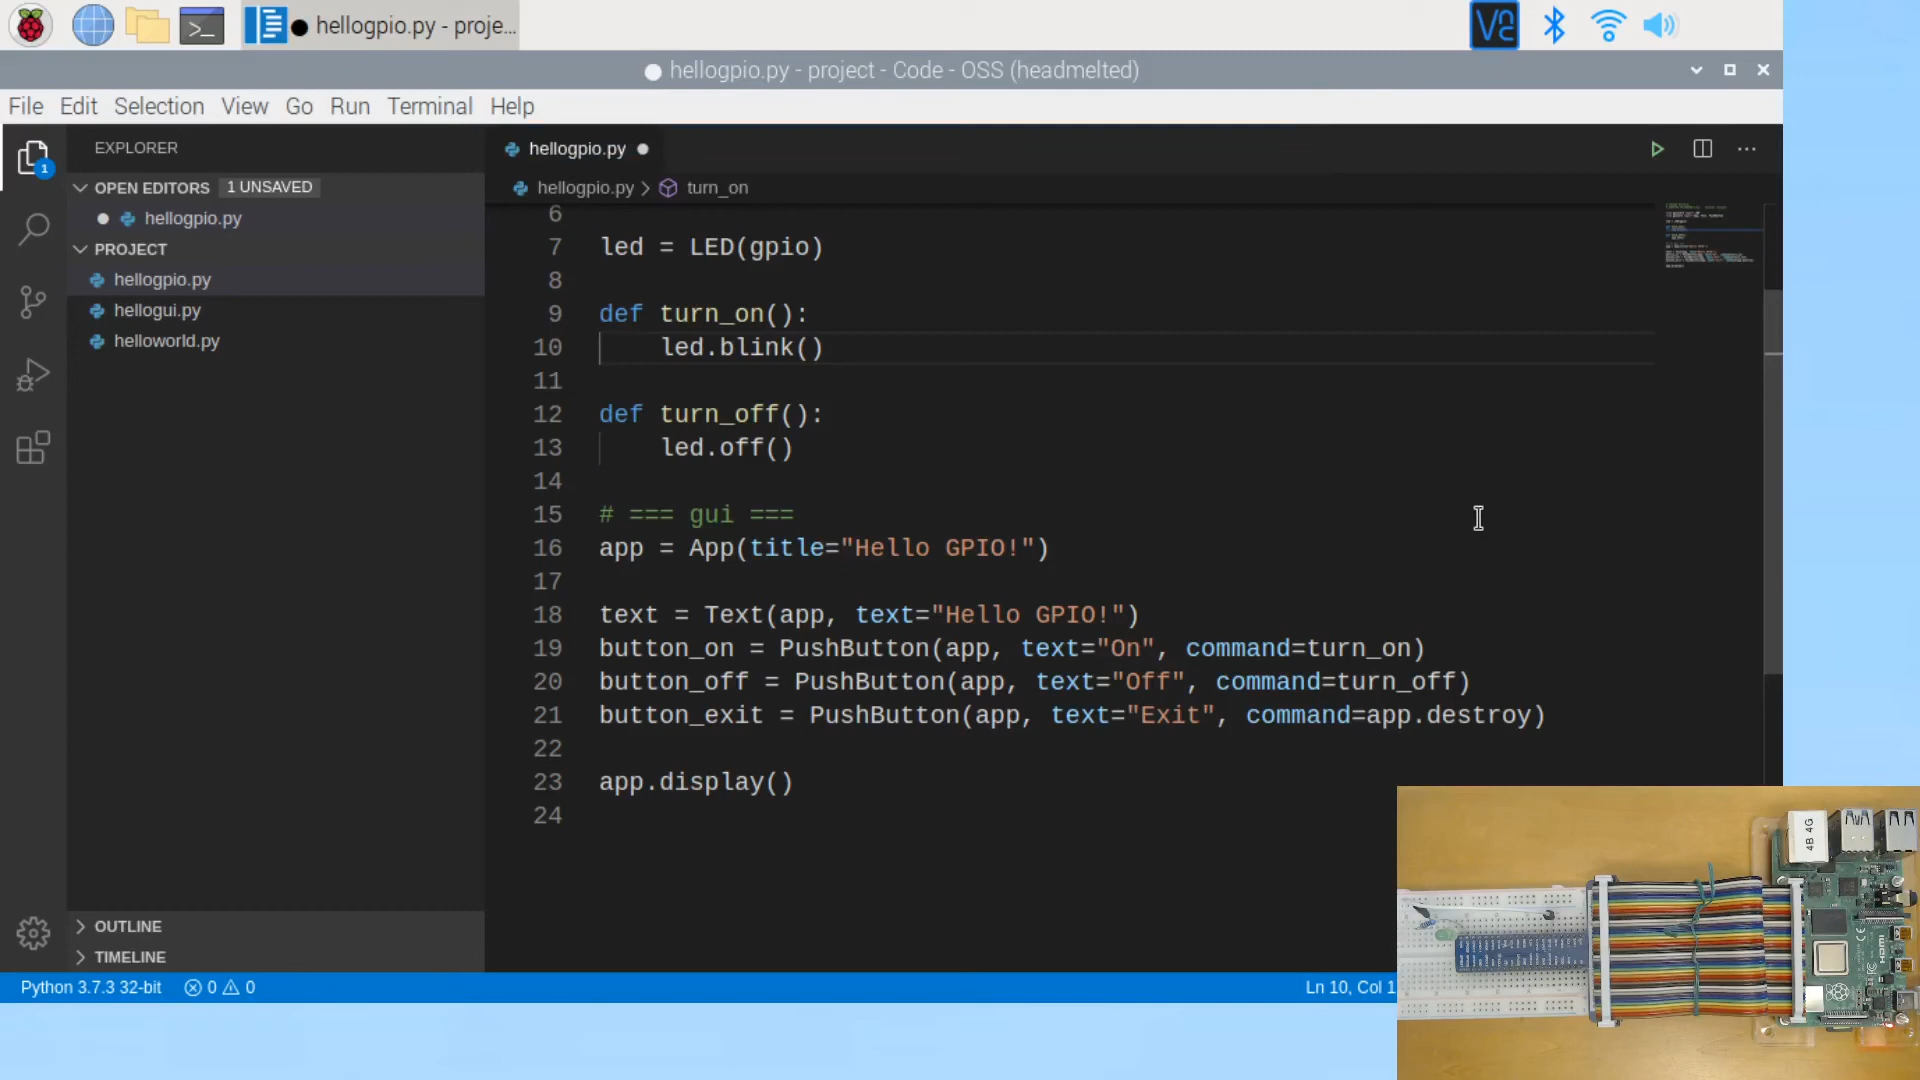 hellogpio.py - proje...
VNC
hellogpio.py - project - Code - OSS (headmelted)
File Edit Selection View Go Run Terminal Help
1
EXPLORER
OPEN EDITORS 1 UNSAVED
hellogpio.py
PROJECT
hellogpio.py
hellogui.py
helloworld.py
OUTLINE
TIMELINE
hellogpio.py
hellogpio.py > turn_on
6
7 led = LED(gpio)
8
9 def turn_on():
10 led.blink()
11
12 def turn_off():
13 led.off()
14
15 # === gui ===
16 app = App(title="Hello GPIO!")
17
18 text = Text(app, text="Hello GPIO!")
19 button_on = PushButton(app, text="On", command=turn_on)
20 button_off = PushButton(app, text="Off", command=turn_off)
21 button_exit = PushButton(app, text="Exit", command=app.destroy)
22
23 app.display()
24
Python 3.7.3 32-bit 0 0
Ln 10, Col 1
4B 4G
HDMI